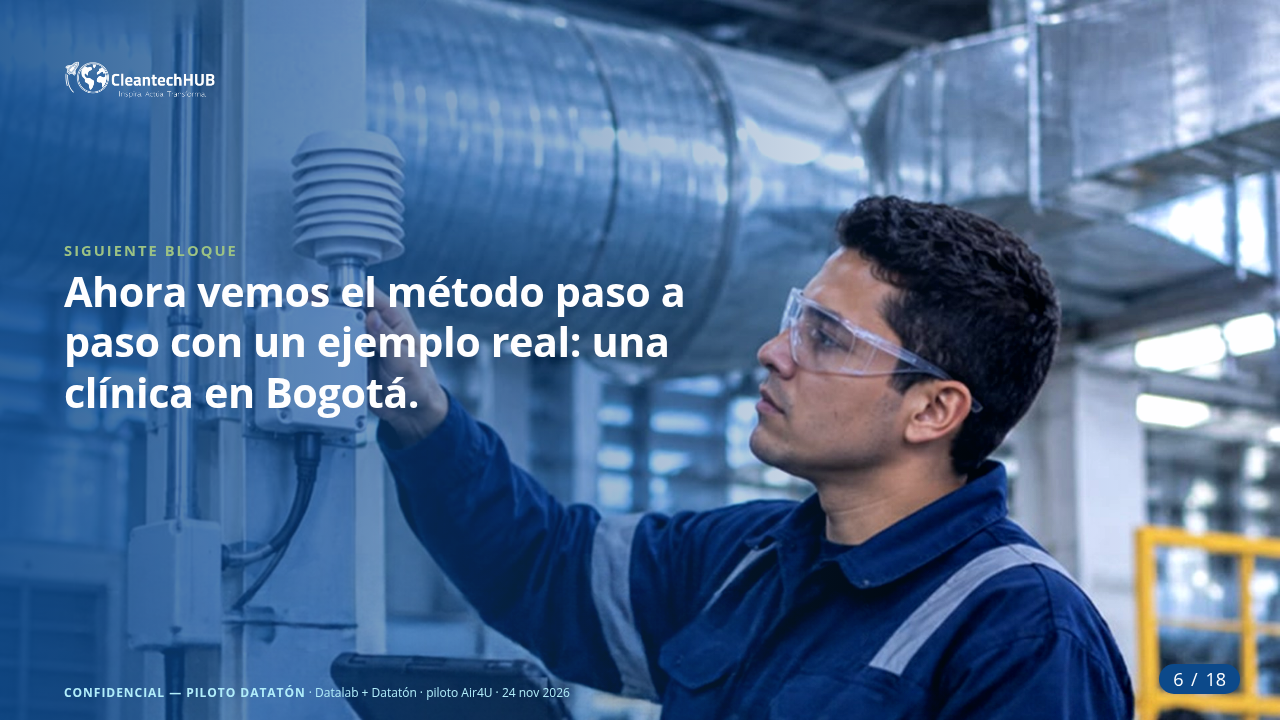 CleantechHUB
Inspira. Actua. Transforma.
SIGUIENTE BLOQUE
Ahora vemos el método paso a
paso con un ejemplo real: una
clínica en Bogotá.
CONFIDENCIAL — PILOTO DATATÓN · Datalab + Datatón · piloto Air4U · 24 nov 2026
6 / 18